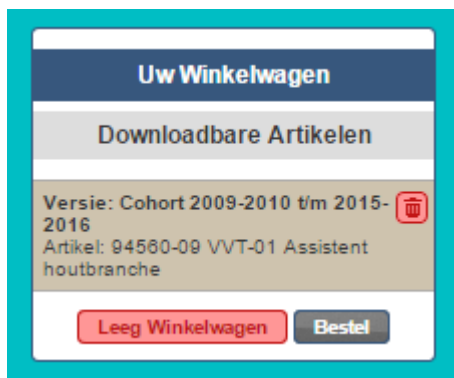 Uw Winkelwagen
Downloadbare Artikelen
Versie: Cohort 2009-2010 t/m 2015-
2016
Artikel: 94560-09 VVT-01 Assistent
houtbranche
Leeg Winkelwagen Bestel